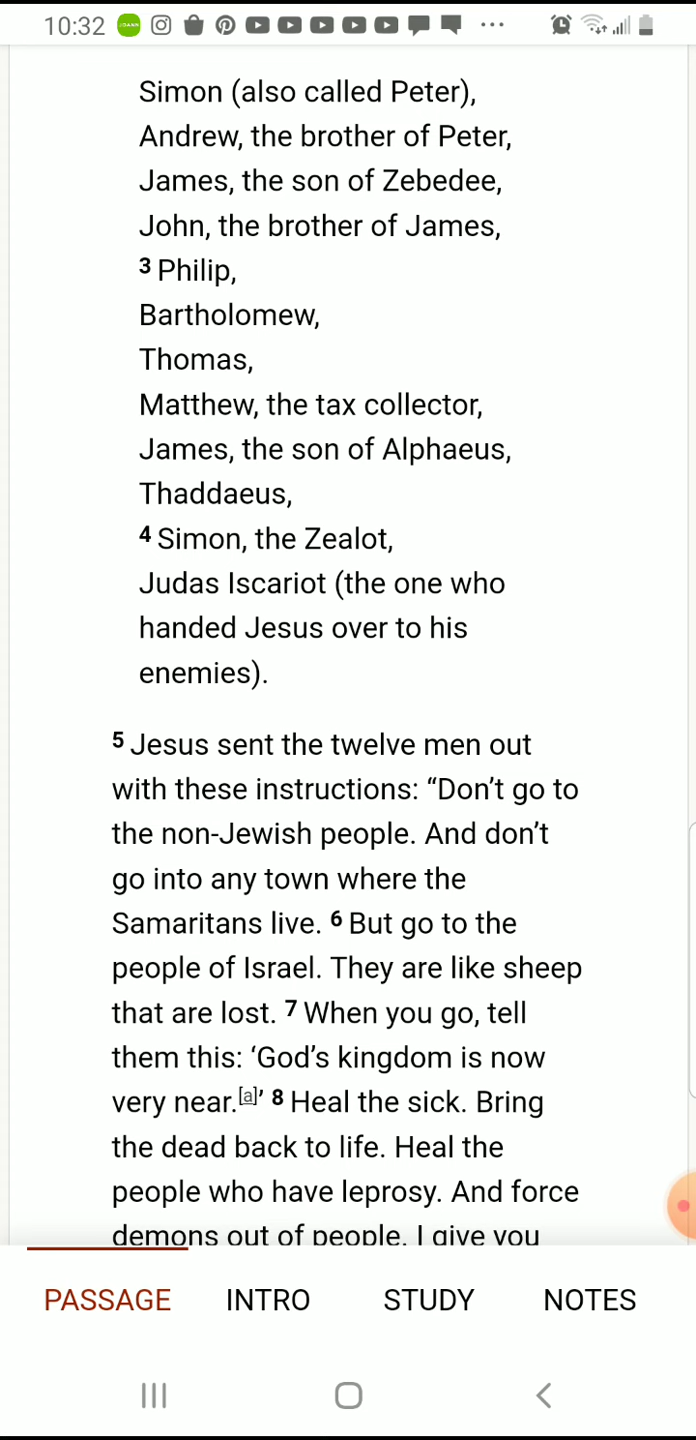 10:32
JOANN
Simon (also called Peter),
Andrew, the brother of Peter,
James, the son of Zebedee,
John, the brother of James,
3 Philip,
Bartholomew,
Thomas,
Matthew, the tax collector,
James, the son of Alphaeus,
Thaddaeus,
4 Simon, the Zealot,
Judas Iscariot (the one who
handed Jesus over to his
enemies).
5 Jesus sent the twelve men out
with these instructions: “Don’t go to
the non-Jewish people. And don’t
go into any town where the
Samaritans live. 6 But go to the
people of Israel. They are like sheep
that are lost. 7 When you go, tell
them this: ‘God’s kingdom is now
very near.[a]’ 8 Heal the sick. Bring
the dead back to life. Heal the
people who have leprosy. And force
demons out of people. I give you
PASSAGE INTRO STUDY NOTES